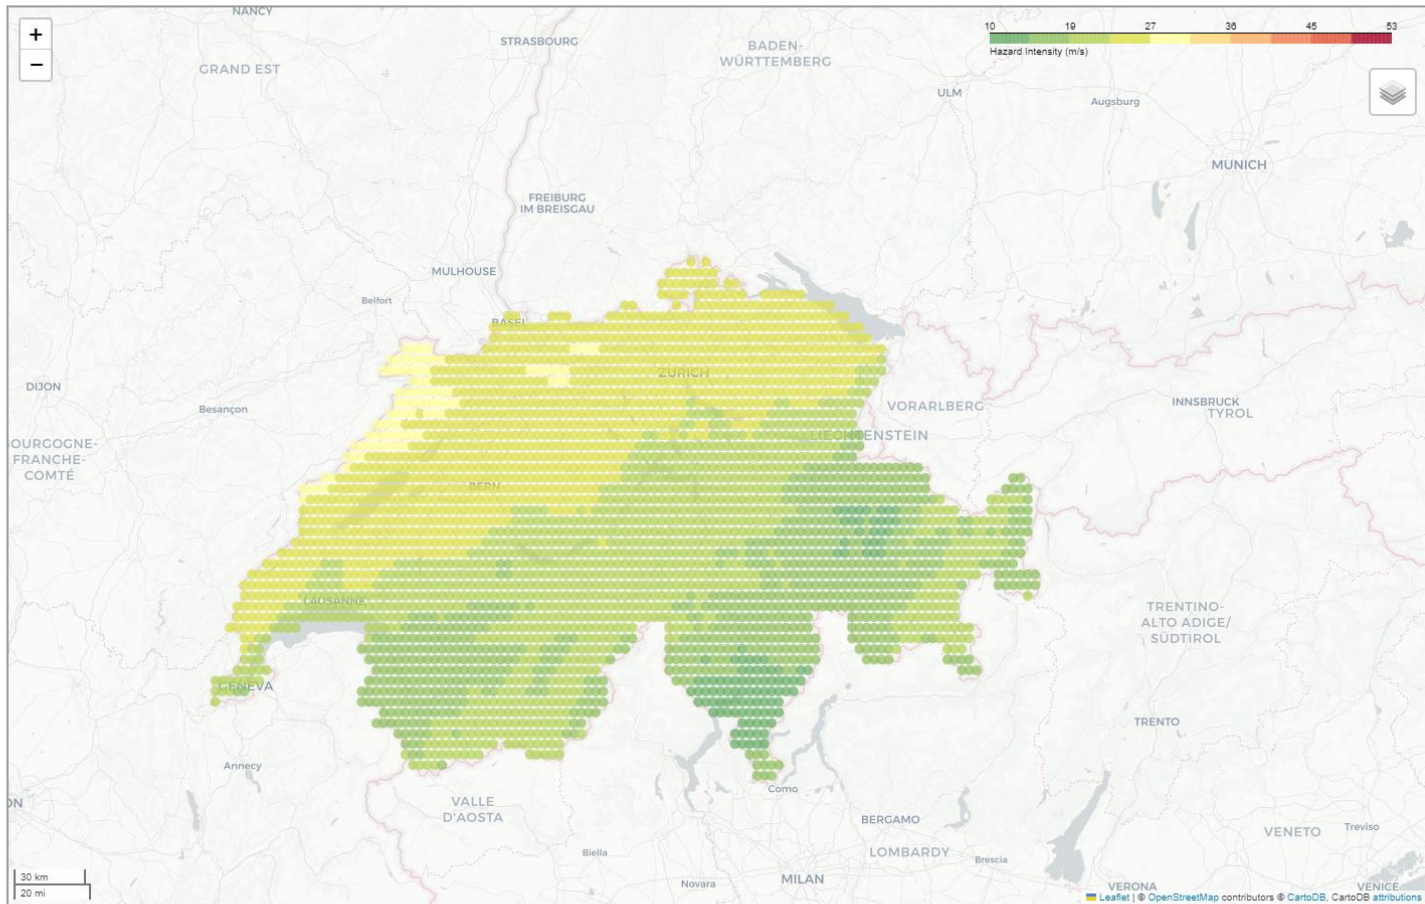 NANCY
+
−
STRASBOURG
BADEN-
WÜRTTEMBERG
10 19 27 36 45 53
Hazard Intensity (m/s)
GRAND EST
ULM
Augsburg
MUNICH
FREIBURG
IM BREISGAU
MULHOUSE
Belfort
BASEL
ZURICH
DIJON
Besançon
INNSBRUCK
TYROL
VORARLBERG
LIECHTENSTEIN
BOURGOGNE-
FRANCHE-
COMTÉ
BERN
LAUSANNE
TRENTINO-
ALTO ADIGE/
SÜDTIROL
GENEVA
TRENTO
Annecy
Como
VALLE
D'AOSTA
BERGAMO
Treviso
VENETO
ON
Biella
LOMBARDY
Brescia
30 km
20 mi
Novara
MILAN
VERONA
VENICE
Leaflet | © OpenStreetMap contributors © CartoDB, CartoDB attributions